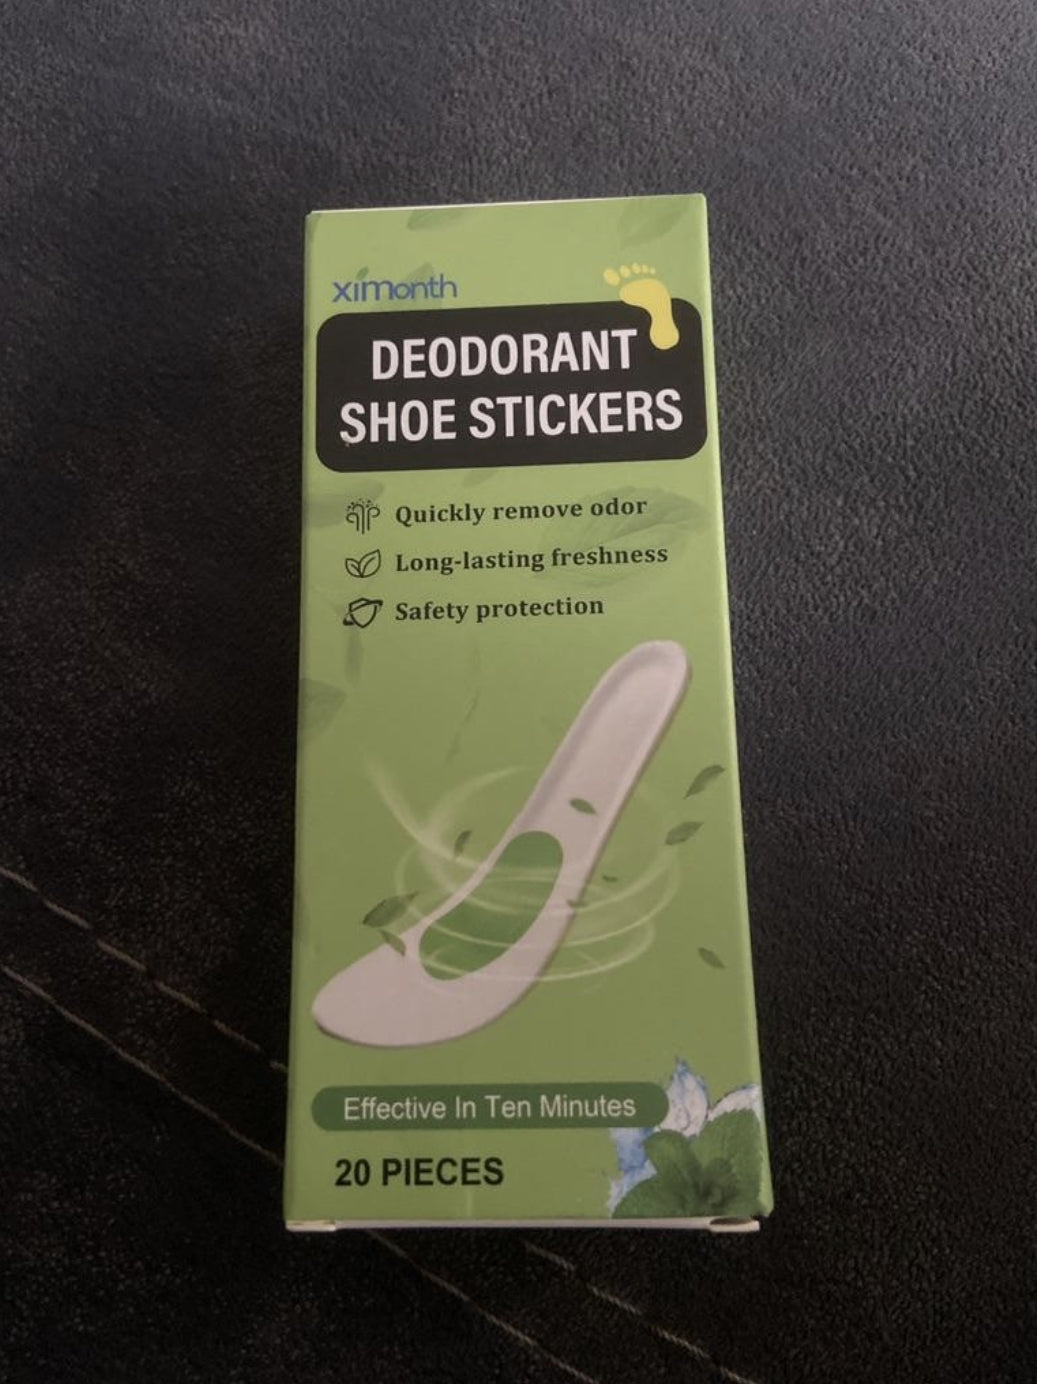 ximonth
DEODORANT
SHOE STICKERS
Quickly remove odor
Long-lasting freshness
Safety protection
Effective In Ten Minutes
20 PIECES